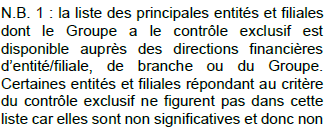 N.B. 1 : la liste des principales entités et filiales
dont le Groupe a le contrôle exclusif est
disponible auprès des directions financières
d'entité/filiale, de branche ou du Groupe.
Certaines entités et filiales répondant au critère
du contrôle exclusif ne figurent pas dans cette
liste car elles sont non significatives et donc non